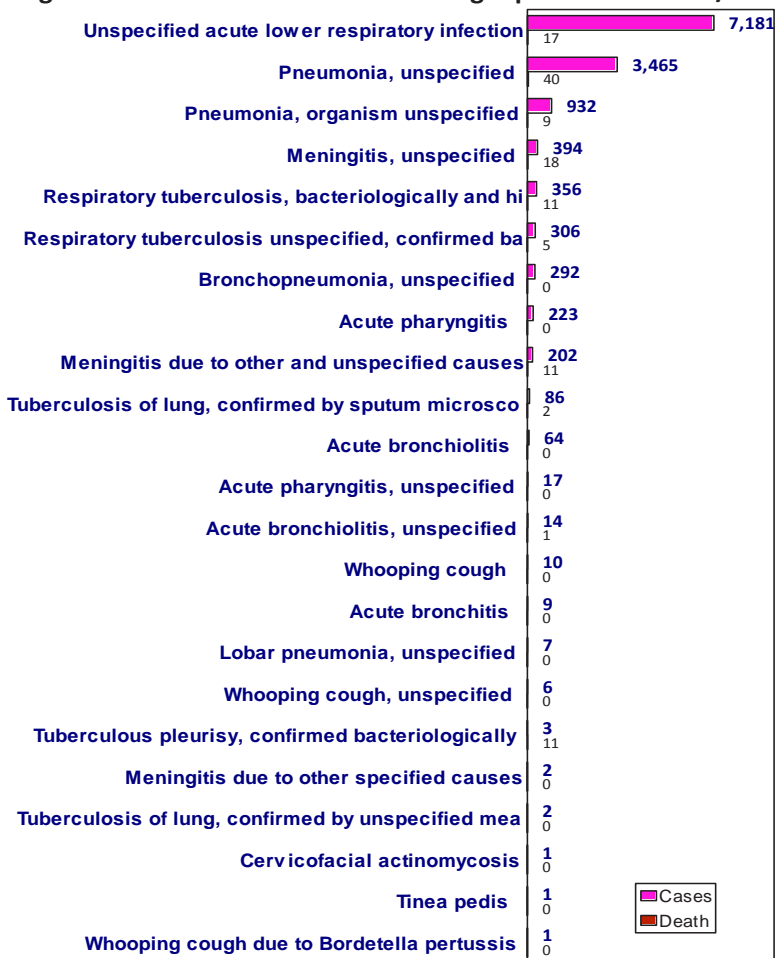 Unspecified acute lower respiratory infection 7,181
17
Pneumonia, unspecified 3,465
40
Pneumonia, organism unspecified 932
9
Meningitis, unspecified 394
18
Respiratory tuberculosis, bacteriologically and hi 356
11
Respiratory tuberculosis unspecified, confirmed ba 306
5
Bronchopneumonia, unspecified 292
0
Acute pharyngitis 223
0
Meningitis due to other and unspecified causes 202
11
Tuberculosis of lung, confirmed by sputum microsco 86
2
Acute bronchiolitis 64
0
Acute pharyngitis, unspecified 17
0
Acute bronchiolitis, unspecified 14
1
Whooping cough 10
0
Acute bronchitis 9
0
Lobar pneumonia, unspecified 7
0
Whooping cough, unspecified 6
0
Tuberculous pleurisy, confirmed bacteriologically 3
11
Meningitis due to other specified causes 2
0
Tuberculosis of lung, confirmed by unspecified mea 2
0
Cervicofacial actinomycosis 1
0
Tinea pedis 1
0
Whooping cough due to Bordetella pertussis 1
0
Cases
Death